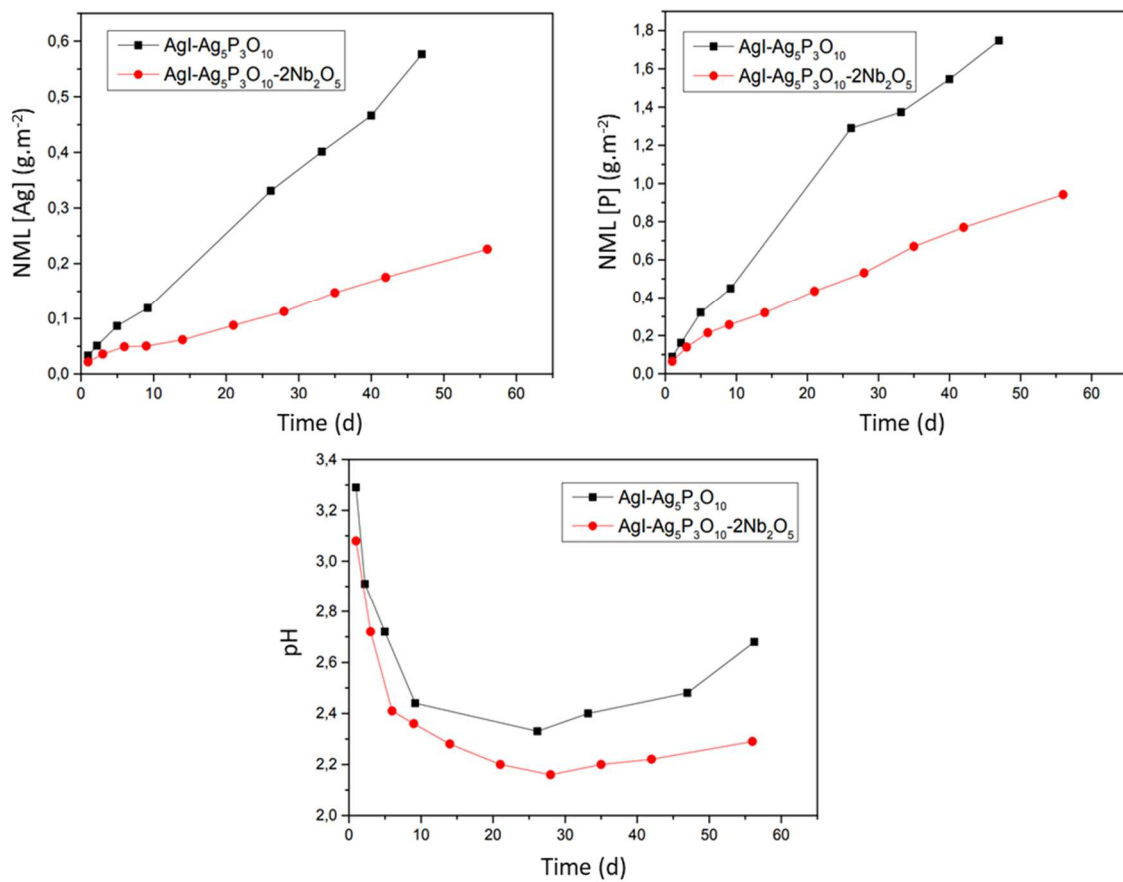 0,6
0,5
0,4
0,3
0,2
0,1
0,0
NML [Ag] (g.m⁻²)
AgI-Ag₅P₃O₁₀
AgI-Ag₅P₃O₁₀-2Nb₂O₅
0 10 20 30 40 50 60
Time (d)
1,8
1,6
1,4
1,2
1,0
0,8
0,6
0,4
0,2
0,0
NML [P] (g.m⁻²)
AgI-Ag₅P₃O₁₀
AgI-Ag₅P₃O₁₀-2Nb₂O₅
0 10 20 30 40 50 60
Time (d)
3,4
3,2
3,0
2,8
2,6
2,4
2,2
2,0
pH
AgI-Ag₅P₃O₁₀
AgI-Ag₅P₃O₁₀-2Nb₂O₅
0 10 20 30 40 50 60
Time (d)